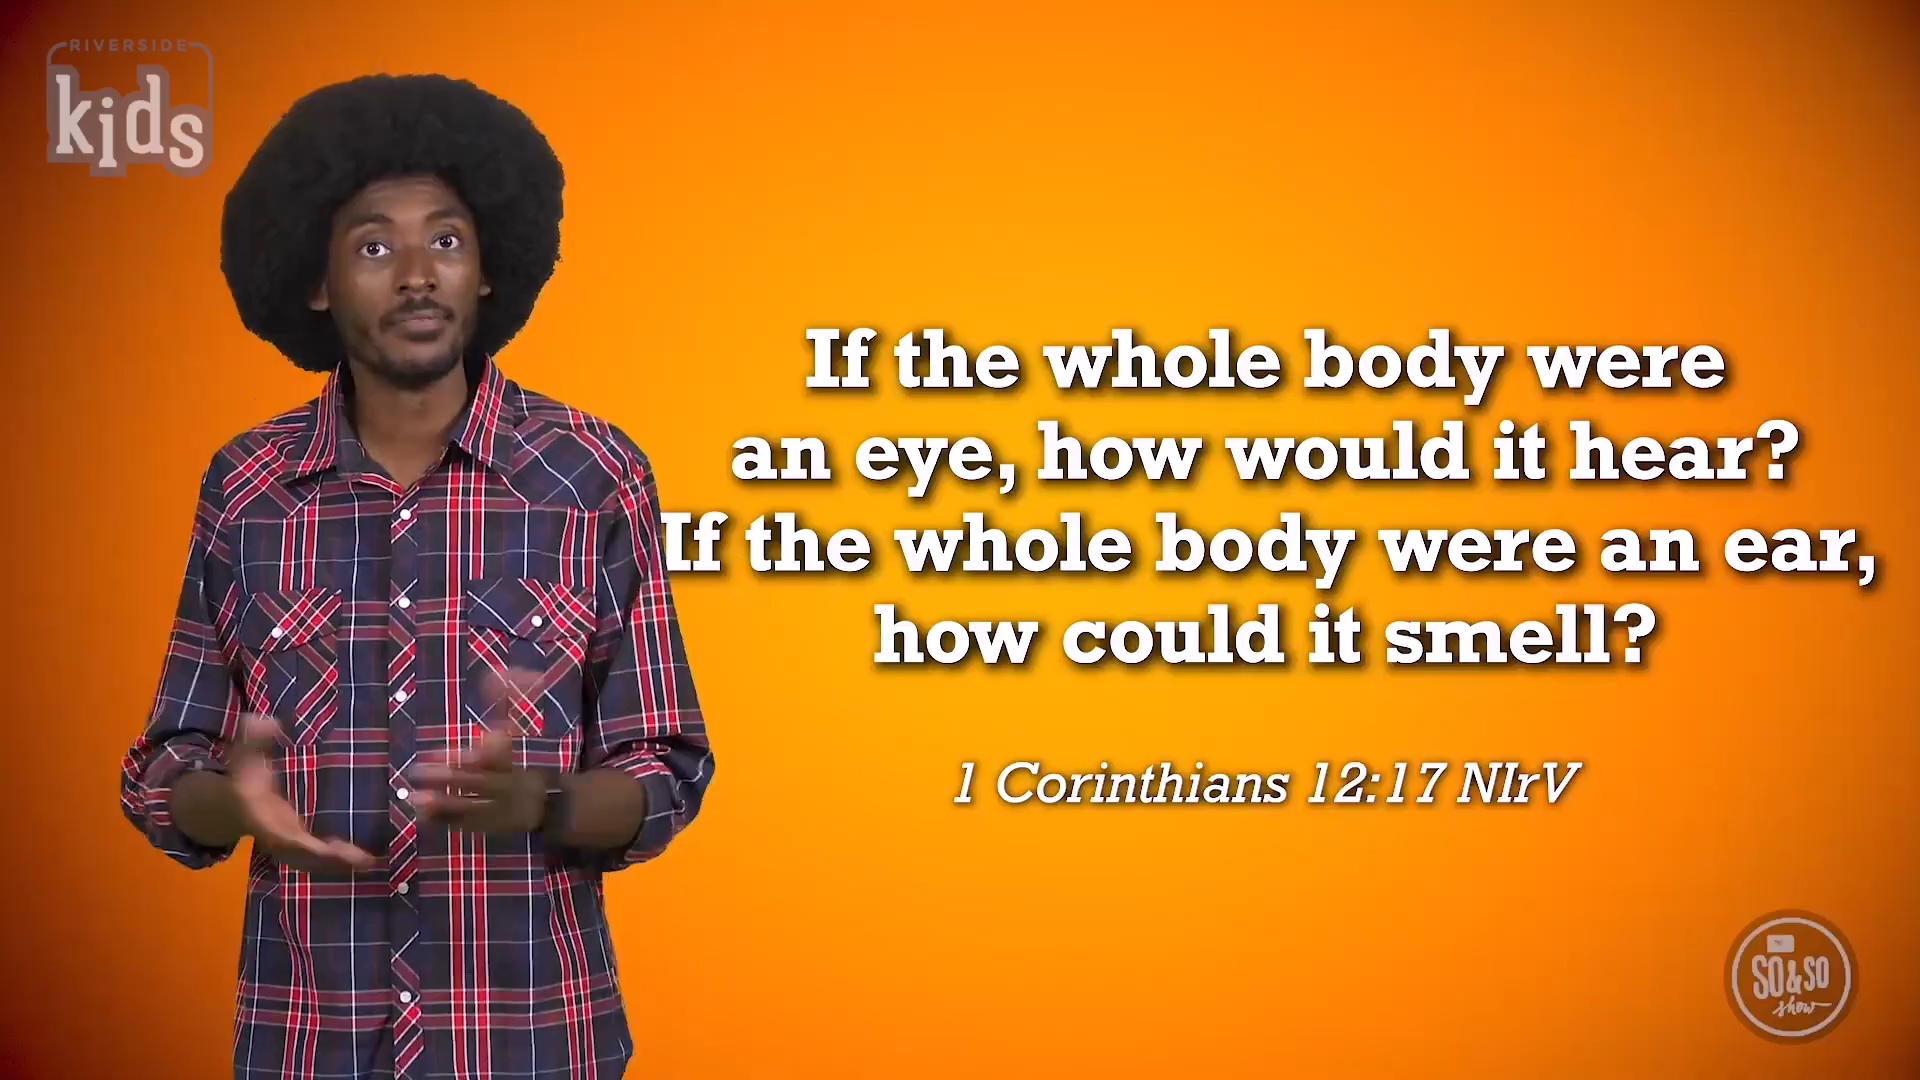 RIVERSIDE
kids
If the whole body were
an eye, how would it hear?
If the whole body were an ear,
how could it smell?
1 Corinthians 12:17 NIrV
SO & SO
show